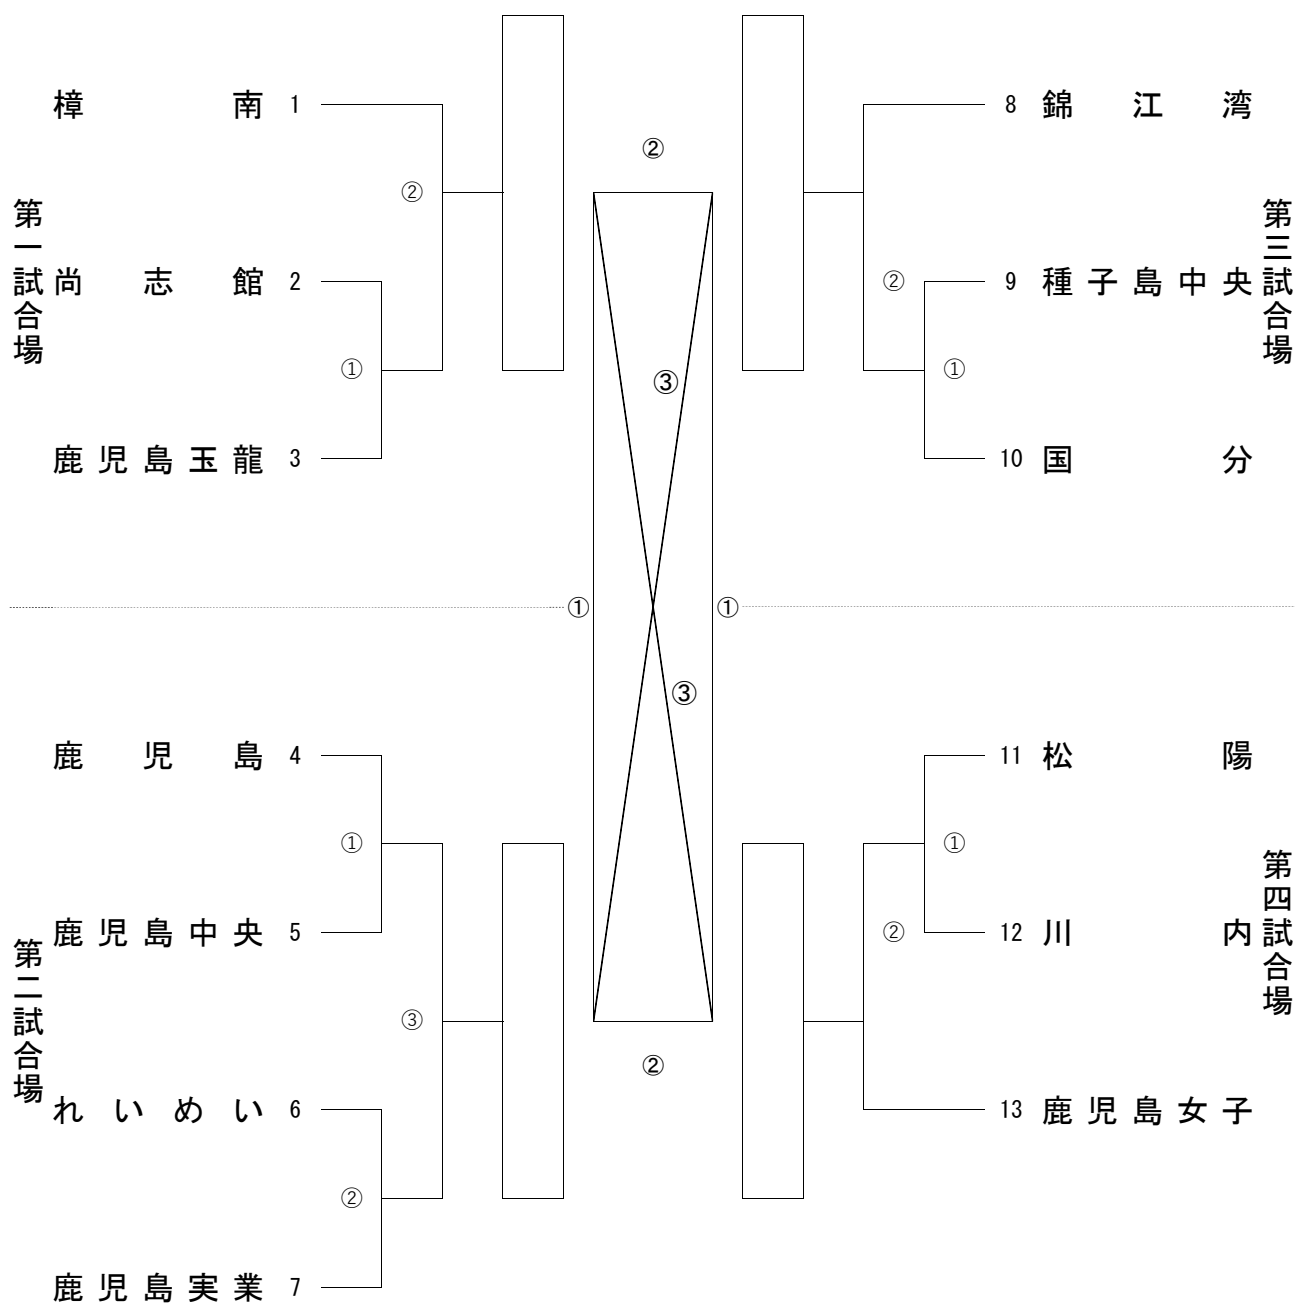 第一試合場
樟南 1
②
尚志館 2
①
鹿児島玉龍 3
第二試合場
鹿児島 4
①
鹿児島中央 5
③
れいめい 6
②
鹿児島実業 7
②
③
①
①
③
②
第三試合場
8 錦江湾
②
9 種子島中央
①
10 国分
第四試合場
11 松陽
①
12 川内
②
13 鹿児島女子